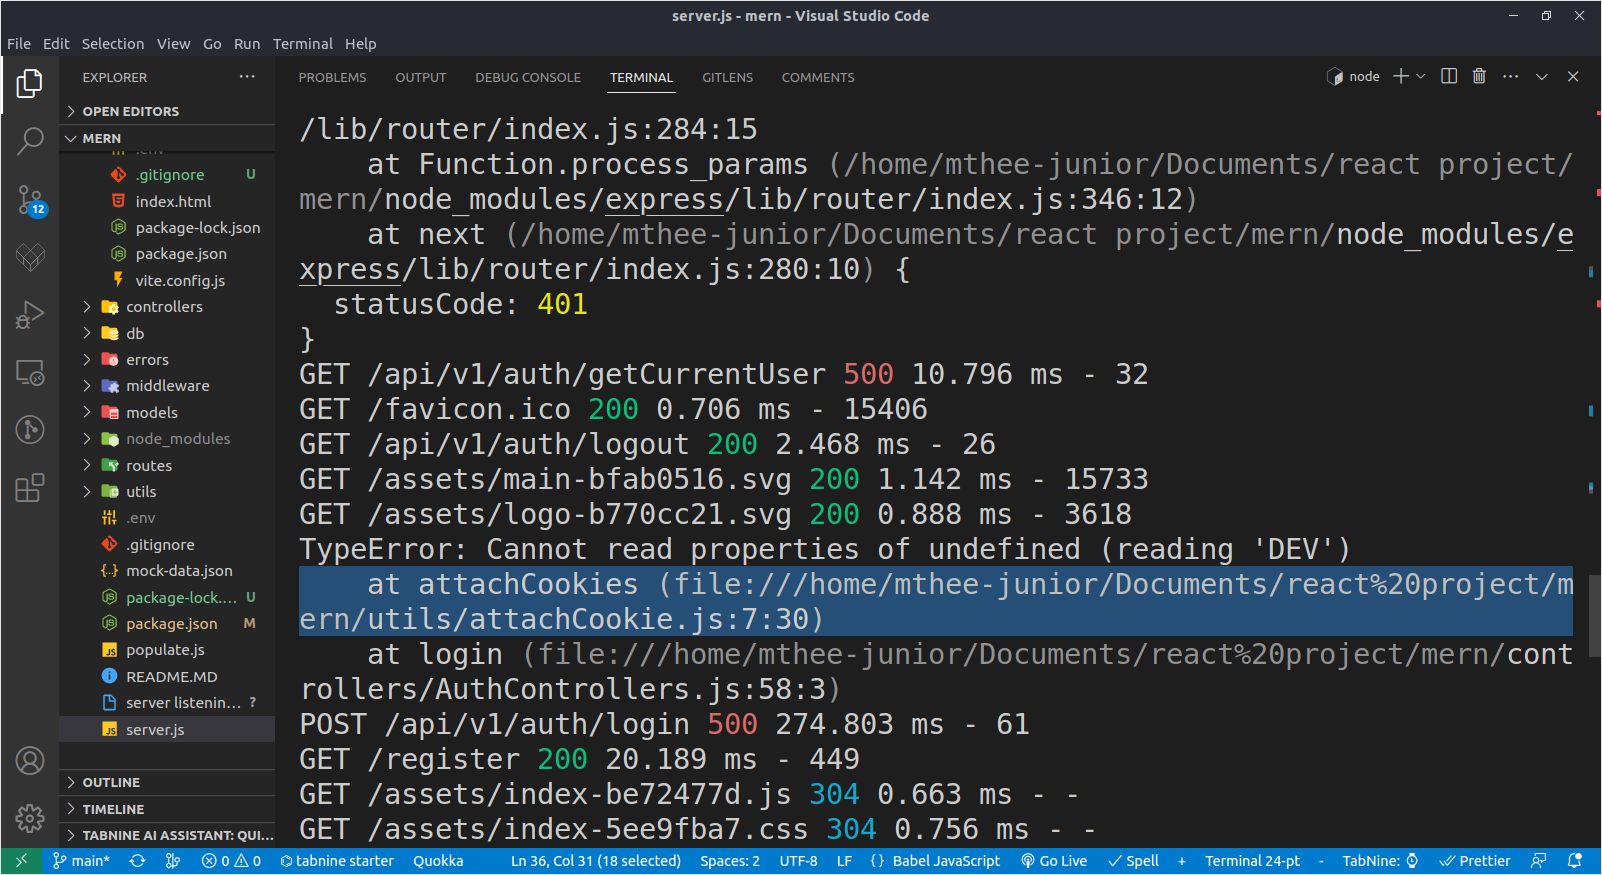 server.js - mern - Visual Studio Code
File Edit Selection View Go Run Terminal Help
EXPLORER
OPEN EDITORS
MERN
.env
.gitignore U
index.html
package-lock.json
package.json
vite.config.js
controllers
db
errors
middleware
models
node_modules
routes
utils
.env
.gitignore
mock-data.json
package-lock.... U
package.json M
populate.js
README.MD
server listenin... ?
server.js
OUTLINE
TIMELINE
TABNINE AI ASSISTANT: QUI...
12
PROBLEMS OUTPUT DEBUG CONSOLE TERMINAL GITLENS COMMENTS
node
/lib/router/index.js:284:15
at Function.process_params (/home/mthee-junior/Documents/react project/
mern/node_modules/express/lib/router/index.js:346:12)
at next (/home/mthee-junior/Documents/react project/mern/node_modules/e
xpress/lib/router/index.js:280:10) {
statusCode: 401
}
GET /api/v1/auth/getCurrentUser 500 10.796 ms - 32
GET /favicon.ico 200 0.706 ms - 15406
GET /api/v1/auth/logout 200 2.468 ms - 26
GET /assets/main-bfab0516.svg 200 1.142 ms - 15733
GET /assets/logo-b770cc21.svg 200 0.888 ms - 3618
TypeError: Cannot read properties of undefined (reading 'DEV')
at attachCookies (file:///home/mthee-junior/Documents/react%20project/m
ern/utils/attachCookie.js:7:30)
at login (file:///home/mthee-junior/Documents/react%20project/mern/cont
rollers/AuthControllers.js:58:3)
POST /api/v1/auth/login 500 274.803 ms - 61
GET /register 200 20.189 ms - 449
GET /assets/index-be72477d.js 304 0.663 ms - -
GET /assets/index-5ee9fba7.css 304 0.756 ms - -
main* 0 0 tabnine starter Quokka Ln 36, Col 31 (18 selected) Spaces: 2 UTF-8 LF {} Babel JavaScript Go Live Spell + Terminal 24-pt - TabNine: Prettier